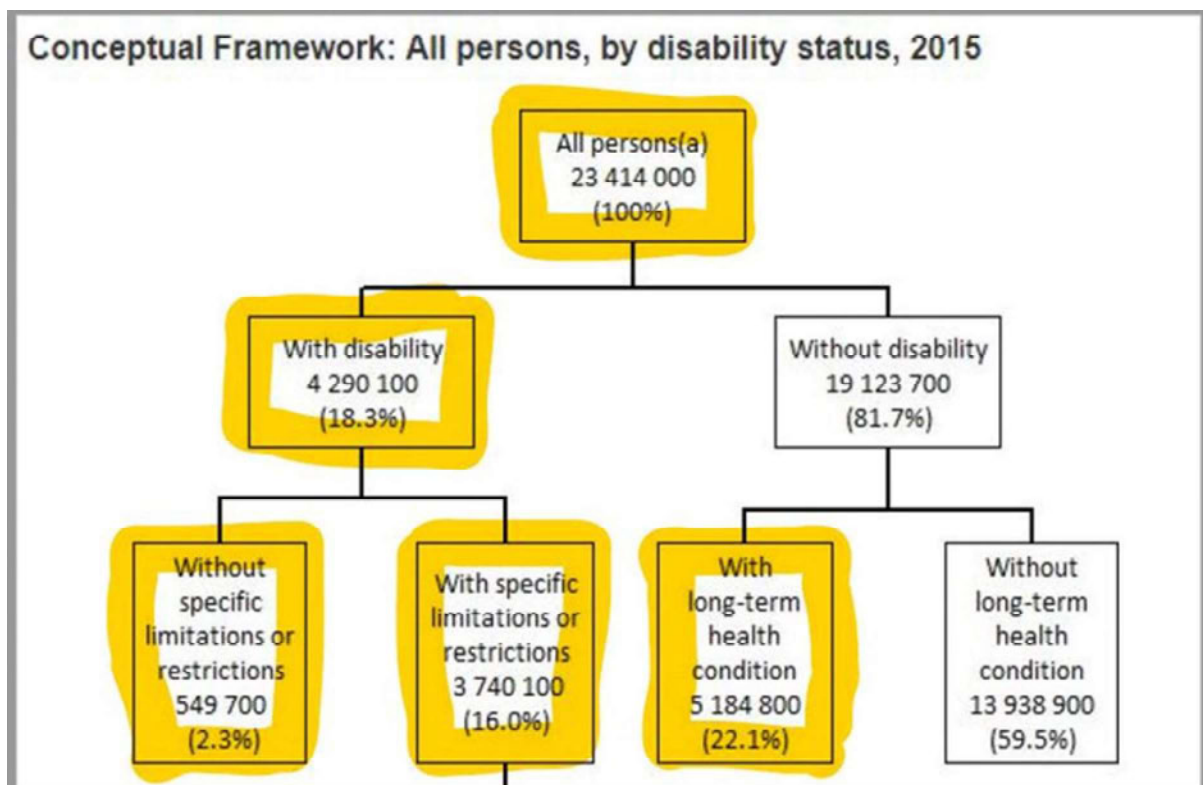 Conceptual Framework: All persons, by disability status, 2015
All persons(a)
23 414 000
(100%)
With disability
4 290 100
(18.3%)
Without disability
19 123 700
(81.7%)
Without
specific
limitations or
restrictions
549 700
(2.3%)
With specific
limitations or
restrictions
3 740 100
(16.0%)
With
long-term
health
condition
5 184 800
(22.1%)
Without
long-term
health
condition
13 938 900
(59.5%)